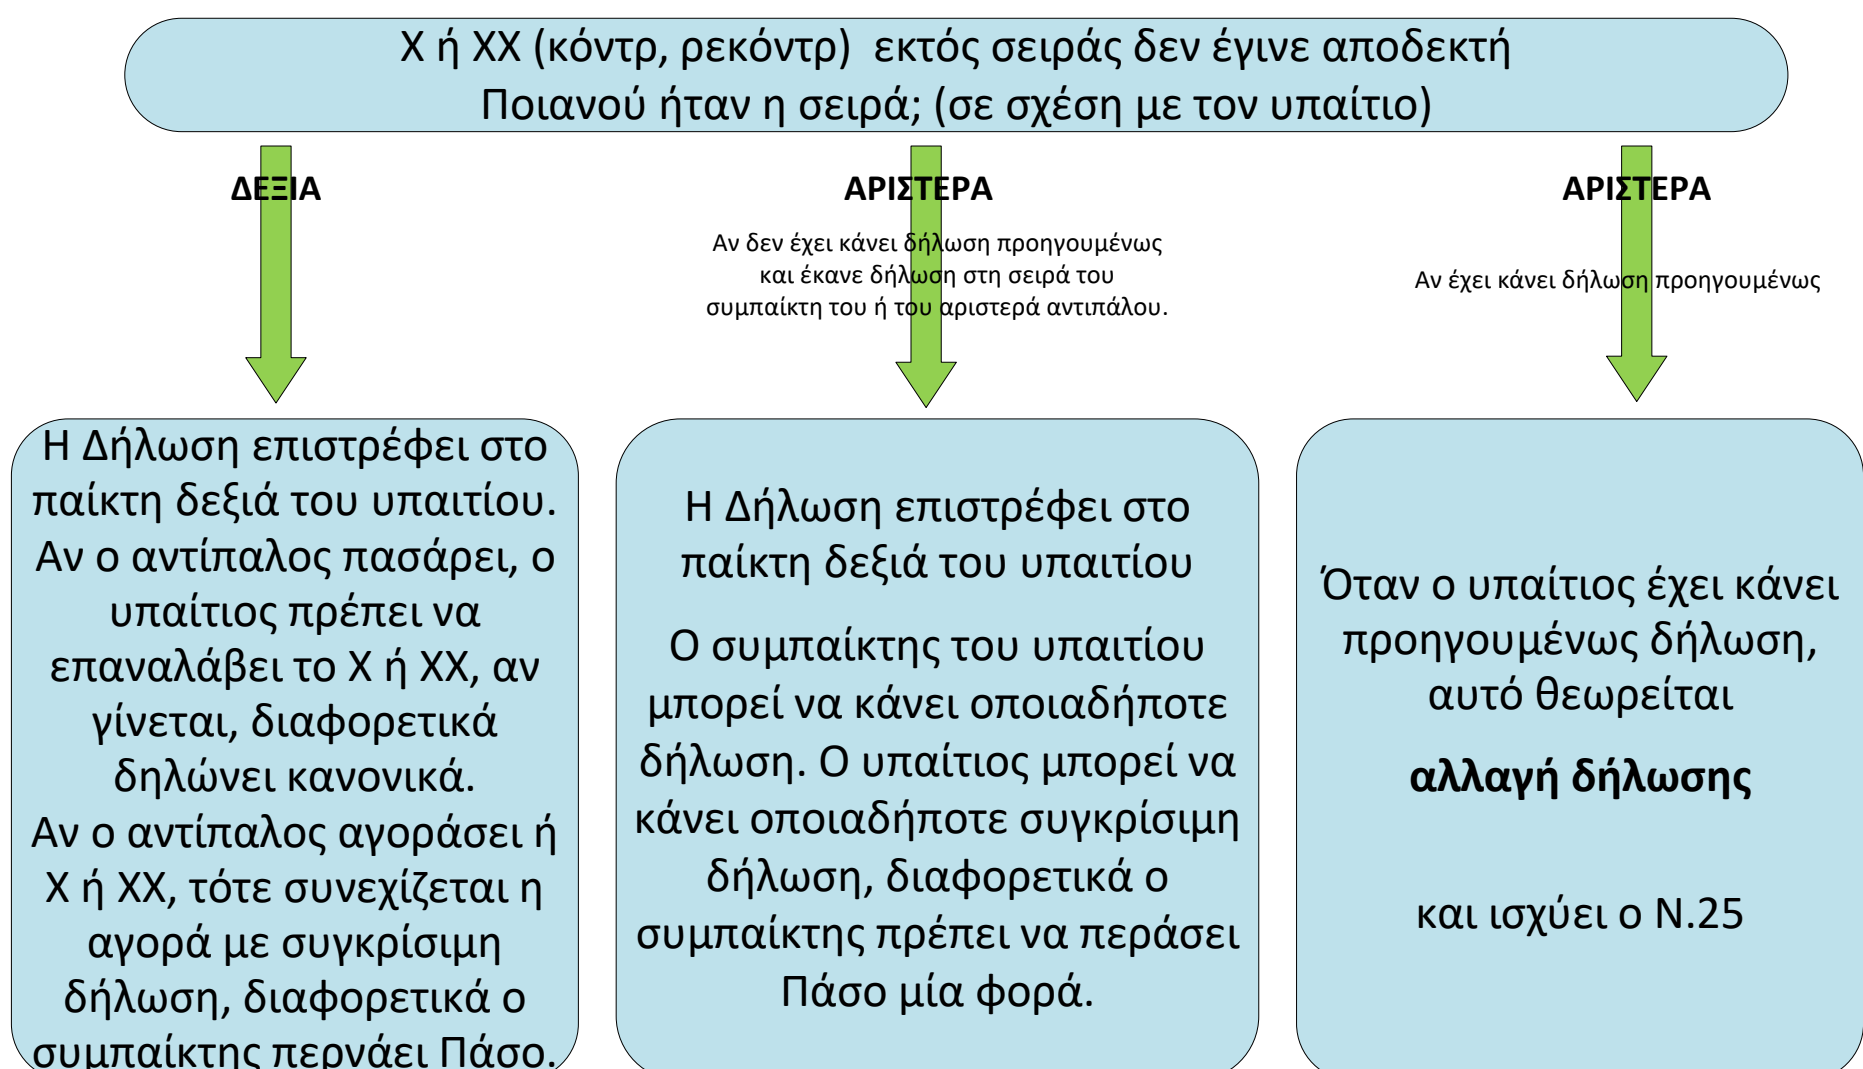 Χ ή ΧΧ (κόντρ, ρεκόντρ) εκτός σειράς δεν έγινε αποδεκτή
Ποιανού ήταν η σειρά; (σε σχέση με τον υπαίτιο)
ΔΕΞΙΑ
ΑΡΙΣΤΕΡΑ
Αν δεν έχει κάνει δήλωση προηγουμένως
και έκανε δήλωση στη σειρά του
συμπαίκτη του ή του αριστερά αντιπάλου.
ΑΡΙΣΤΕΡΑ
Αν έχει κάνει δήλωση προηγουμένως
Η Δήλωση επιστρέφει στο
παίκτη δεξιά του υπαιτίου.
Αν ο αντίπαλος πασάρει, ο
υπαίτιος πρέπει να
επαναλάβει το Χ ή ΧΧ, αν
γίνεται, διαφορετικά
δηλώνει κανονικά.
Αν ο αντίπαλος αγοράσει ή
Χ ή ΧΧ, τότε συνεχίζεται η
αγορά με συγκρίσιμη
δήλωση, διαφορετικά ο
συμπαίκτης περνάει Πάσο.
Η Δήλωση επιστρέφει στο
παίκτη δεξιά του υπαιτίου
Ο συμπαίκτης του υπαιτίου
μπορεί να κάνει οποιαδήποτε
δήλωση. Ο υπαίτιος μπορεί να
κάνει οποιαδήποτε συγκρίσιμη
δήλωση, διαφορετικά ο
συμπαίκτης πρέπει να περάσει
Πάσο μία φορά.
Όταν ο υπαίτιος έχει κάνει
προηγουμένως δήλωση,
αυτό θεωρείται
αλλαγή δήλωσης
και ισχύει ο Ν.25